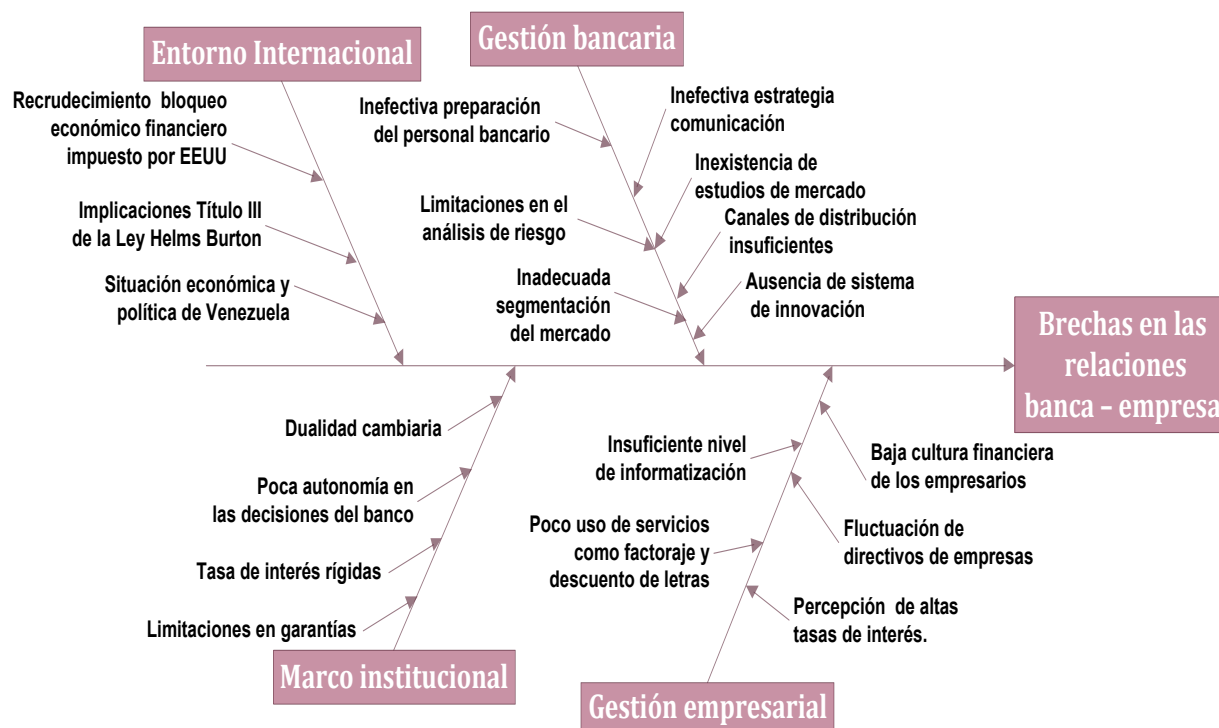 Entorno Internacional
Recrudecimiento bloqueo
económico financiero
impuesto por EEUU
Implicaciones Título III
de la Ley Helms Burton
Situación económica y
política de Venezuela
Gestión bancaria
Inefectiva preparación
del personal bancario
Limitaciones en el
análisis de riesgo
Inadecuada
segmentación
del mercado
Inefectiva estrategia
comunicación
Inexistencia de
estudios de mercado
Canales de distribución
insuficientes
Ausencia de sistema
de innovación
Brechas en las
relaciones
banca – empresa
Dualidad cambiaria
Poca autonomía en
las decisiones del banco
Tasa de interés rígidas
Limitaciones en garantías
Marco institucional
Insuficiente nivel
de informatización
Poco uso de servicios
como factoraje y
descuento de letras
Baja cultura financiera
de los empresarios
Fluctuación de
directivos de empresas
Percepción de altas
tasas de interés.
Gestión empresarial